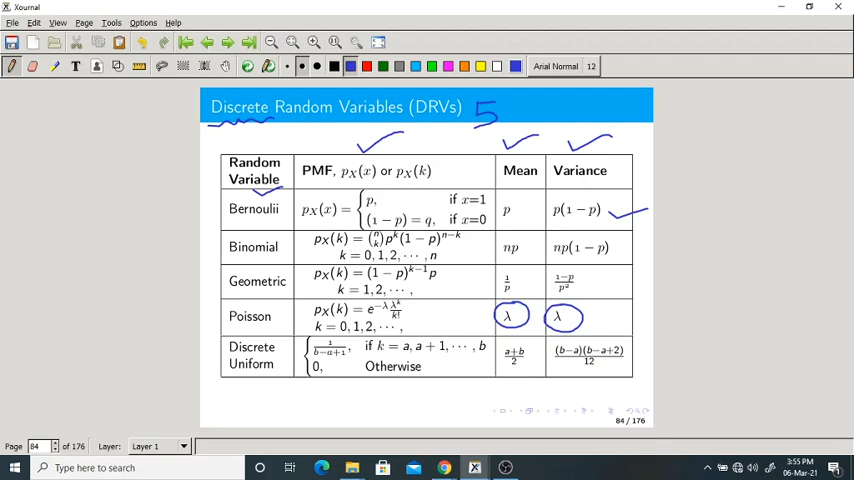 Xournal
File Edit View Page Tools Options Help
Arial Normal 12
Discrete Random Variables (DRVs) 5
Random Variable PMF, p_X(x) or p_X(k) Mean Variance
Bernoulii p_X(x) = { p, if x=1
(1 − p) = q, if x=0 p p(1 − p)
Binomial p_X(k) = (n k) p^k (1 − p)^{n−k}
k = 0, 1, 2, ⋯ , n np np(1 − p)
Geometric p_X(k) = (1 − p)^{k−1} p
k = 1, 2, ⋯ , 1/p 1−p/p²
Poisson p_X(k) = e^{−λ} λ^k/k!
k = 0, 1, 2, ⋯ , λ λ
Discrete Uniform { 1/b−a+1, if k = a, a + 1, ⋯ , b
0, Otherwise a+b/2 (b−a)(b−a+2)/12
84 / 176
Page 84 of 176 Layer: Layer 1
Type here to search
3:55 PM
06-Mar-21